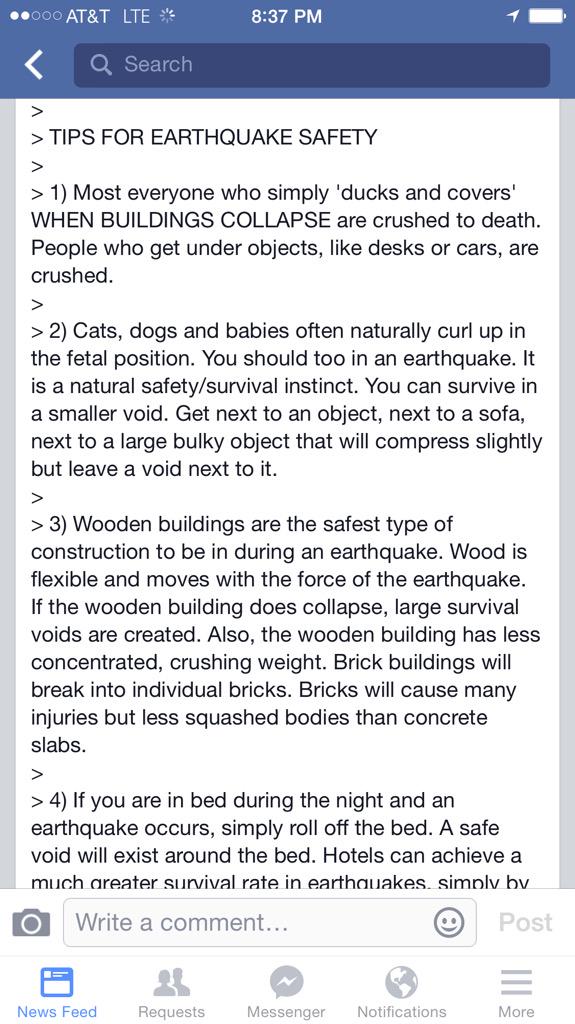 AT&T LTE 8:37 PM
Search
>
> TIPS FOR EARTHQUAKE SAFETY
>
> 1) Most everyone who simply 'ducks and covers'
WHEN BUILDINGS COLLAPSE are crushed to death.
People who get under objects, like desks or cars, are
crushed.
>
> 2) Cats, dogs and babies often naturally curl up in
the fetal position. You should too in an earthquake. It
is a natural safety/survival instinct. You can survive in
a smaller void. Get next to an object, next to a sofa,
next to a large bulky object that will compress slightly
but leave a void next to it.
>
> 3) Wooden buildings are the safest type of
construction to be in during an earthquake. Wood is
flexible and moves with the force of the earthquake.
If the wooden building does collapse, large survival
voids are created. Also, the wooden building has less
concentrated, crushing weight. Brick buildings will
break into individual bricks. Bricks will cause many
injuries but less squashed bodies than concrete
slabs.
>
> 4) If you are in bed during the night and an
earthquake occurs, simply roll off the bed. A safe
void will exist around the bed. Hotels can achieve a
much greater survival rate in earthquakes, simply by
Write a comment... Post
News Feed Requests Messenger Notifications More